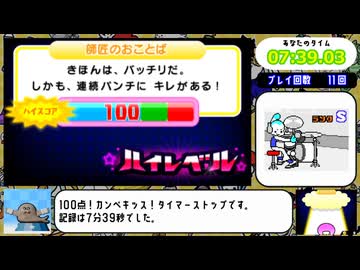 師匠のおことば
きほんは、バッチリだ。
しかも、連続パンチに キレがある！
ハイスコア
100
ハイレベル
あなたのタイム
07:39.03
プレイ回数 11回
ランク S
100点！カンペキッス！タイマーストップです。
記録は7分39秒でした。